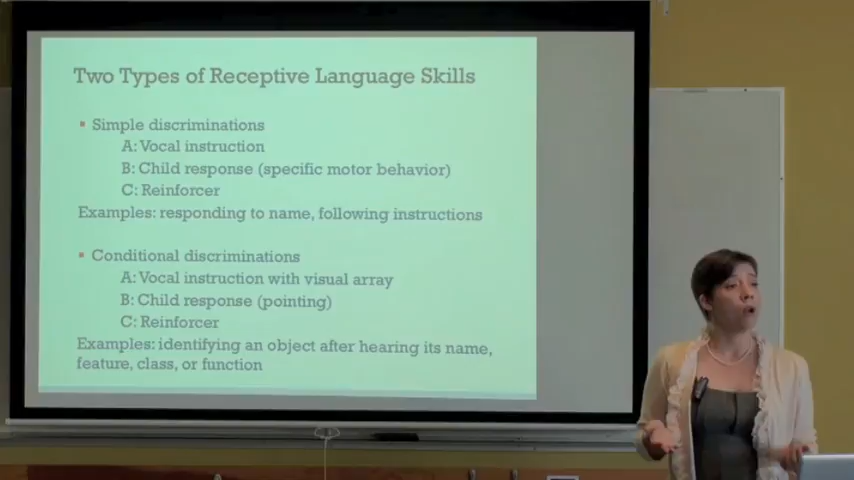 Two Types of Receptive Language Skills
▪ Simple discriminations
A: Vocal instruction
B: Child response (specific motor behavior)
C: Reinforcer
Examples: responding to name, following instructions
▪ Conditional discriminations
A: Vocal instruction with visual array
B: Child response (pointing)
C: Reinforcer
Examples: identifying an object after hearing its name,
feature, class, or function